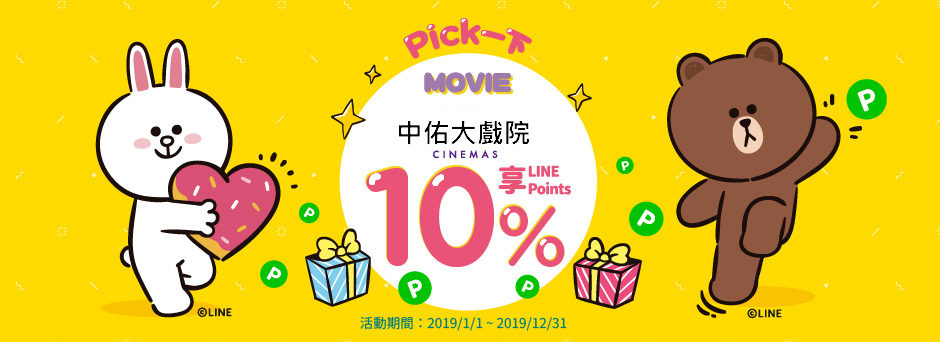 Pick一下
MOVIE
中佑大戲院
CINEMAS
10%
享LINE
Points
P
P
P
P
P
P
P
©LINE
©LINE
活動期間：2019/1/1 ~ 2019/12/31